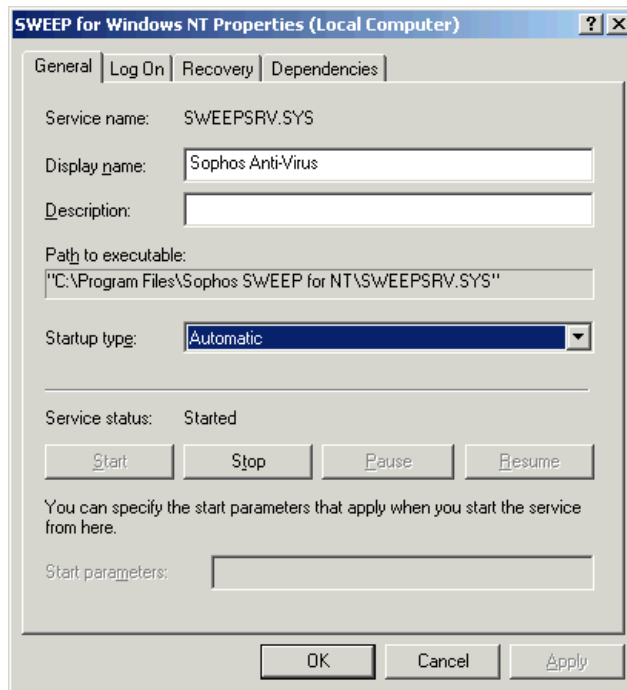 SWEEP for Windows NT Properties (Local Computer)
General Log On Recovery Dependencies
Service name: SWEEPSRV.SYS
Display name: Sophos Anti-Virus
Description:
Path to executable:
"C:\Program Files\Sophos SWEEP for NT\SWEEPSRV.SYS"
Startup type: Automatic
Service status: Started
Start Stop Pause Resume
You can specify the start parameters that apply when you start the service
from here.
Start parameters:
OK Cancel Apply